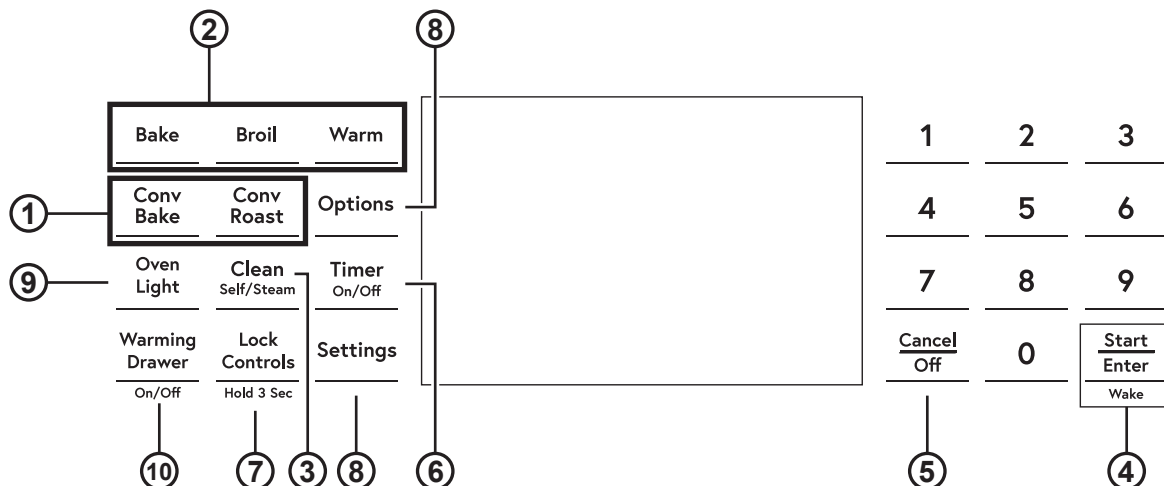 2
8
Bake Broil Warm 1 2 3
1
Conv Bake
Conv Roast
Options
4 5 6
9
Oven Light
Clean
Self/Steam
Timer
On/Off
7 8 9
Warming Drawer
On/Off
Lock Controls
Hold 3 Sec
Settings
Cancel
Off
0
Start
Enter
Wake
10 7 3 8 6 5 4